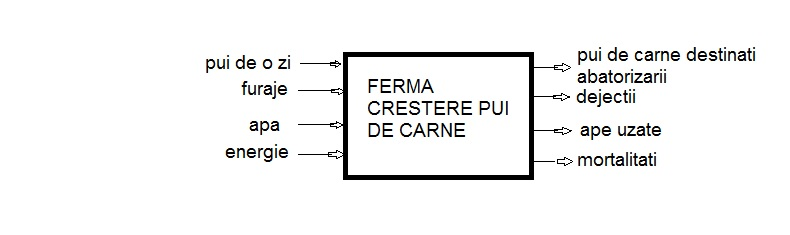 pui de o zi
furaje
apa
energie
FERMA
CRESTERE PUI
DE CARNE
pui de carne destinati
abatorizarii
dejectii
ape uzate
mortalitati